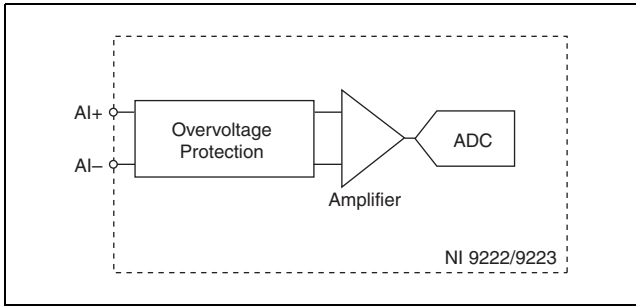 AI+
AI–
Overvoltage
Protection
Amplifier
ADC
NI 9222/9223